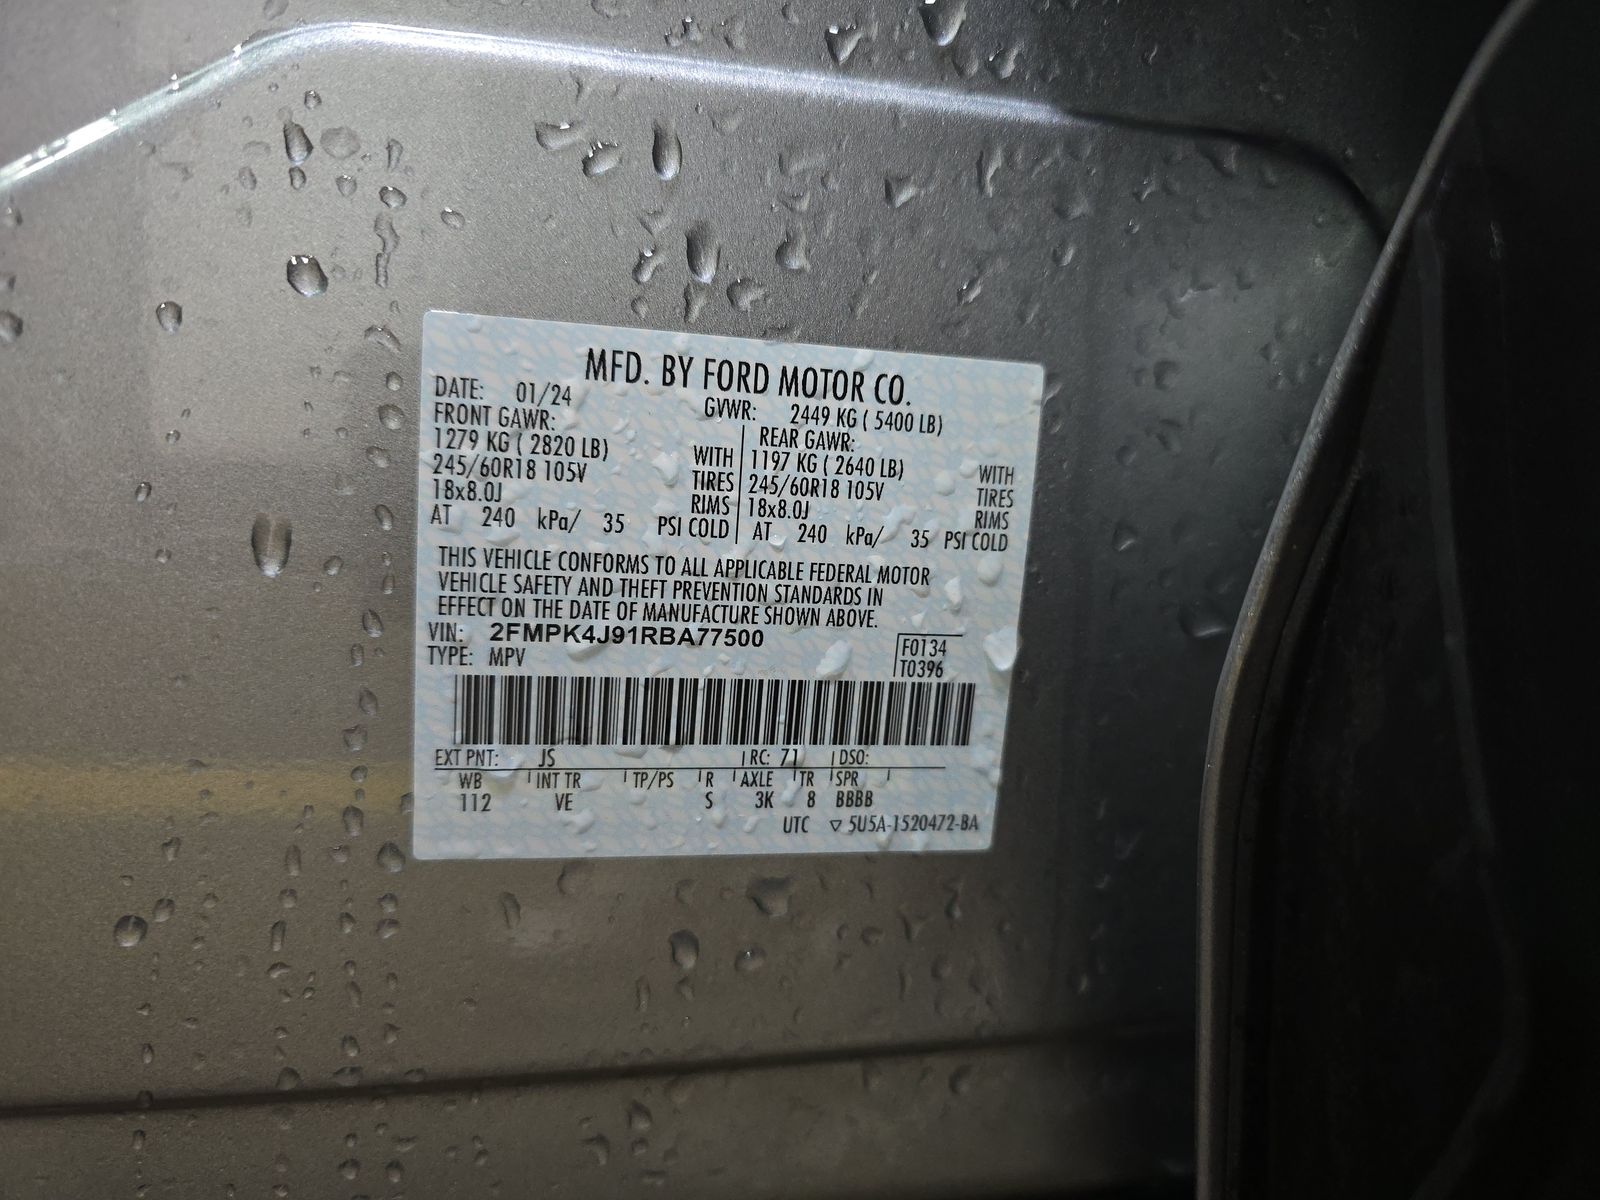 MFD. BY FORD MOTOR CO.
DATE: 01/24 GVWR: 2449 KG ( 5400 LB)
FRONT GAWR: REAR GAWR:
1279 KG ( 2820 LB) WITH 1197 KG ( 2640 LB) WITH
245/60R18 105V TIRES 245/60R18 105V TIRES
18x8.0J RIMS 18x8.0J RIMS
AT 240 kPa/ 35 PSI COLD AT 240 kPa/ 35 PSI COLD
THIS VEHICLE CONFORMS TO ALL APPLICABLE FEDERAL MOTOR
VEHICLE SAFETY AND THEFT PREVENTION STANDARDS IN
EFFECT ON THE DATE OF MANUFACTURE SHOWN ABOVE.
VIN: 2FMPK4J91RBA77500 F0134
TYPE: MPV T0396
EXT PNT: JS RC: 71 DSO:
WB INT TR TP/PS R AXLE TR SPR
112 VE S 3K 8 BBBB
UTC ▽ 5U5A-1520472-BA